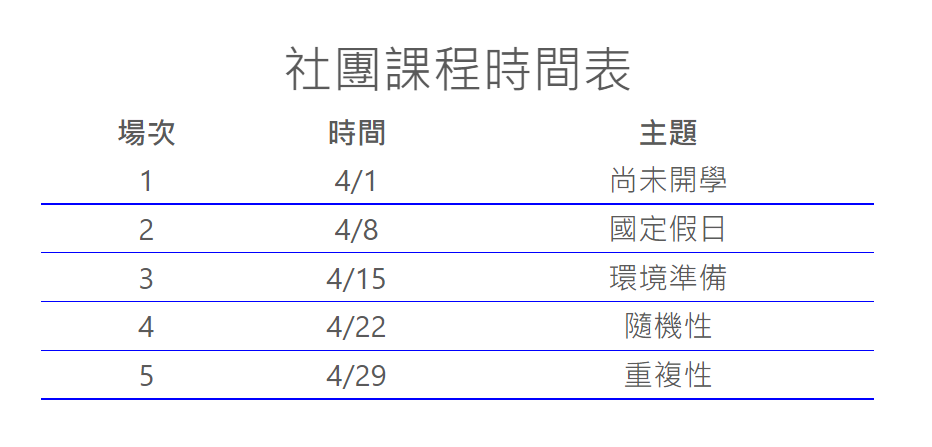 社團課程時間表
場次 時間 主題
1 4/1 尚未開學
2 4/8 國定假日
3 4/15 環境準備
4 4/22 隨機性
5 4/29 重複性